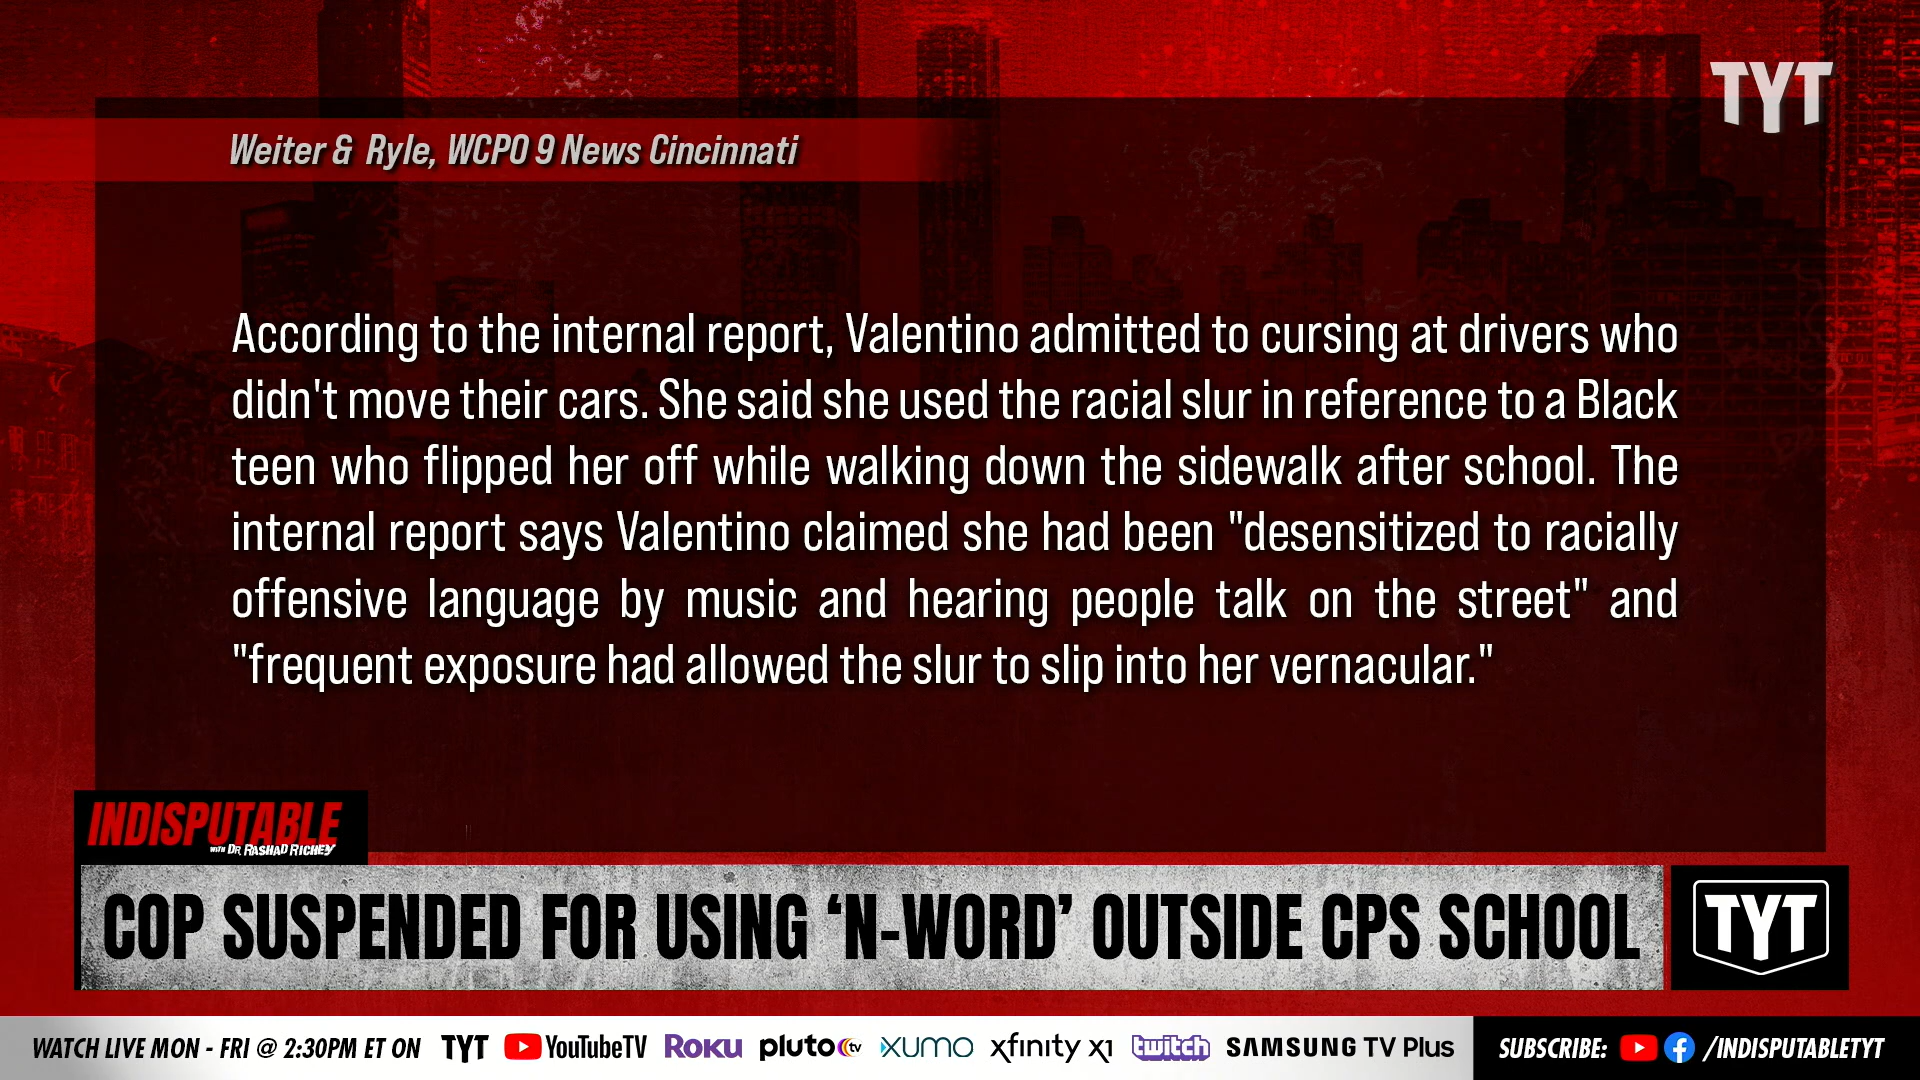 TYT
Weiter & Ryle, WCPO 9 News Cincinnati
According to the internal report, Valentino admitted to cursing at drivers who
didn't move their cars. She said she used the racial slur in reference to a Black
teen who flipped her off while walking down the sidewalk after school. The
internal report says Valentino claimed she had been "desensitized to racially
offensive language by music and hearing people talk on the street" and
"frequent exposure had allowed the slur to slip into her vernacular."
INDISPUTABLE
WITH DR RASHAD RICHEY
COP SUSPENDED FOR USING ‘N-WORD’ OUTSIDE CPS SCHOOL
TYT
WATCH LIVE MON - FRI @ 2:30PM ET ON TYT YouTubeTV Roku pluto tv xumo xfinity x1 twitch SAMSUNG TV Plus SUBSCRIBE: /INDISPUTABLETYT